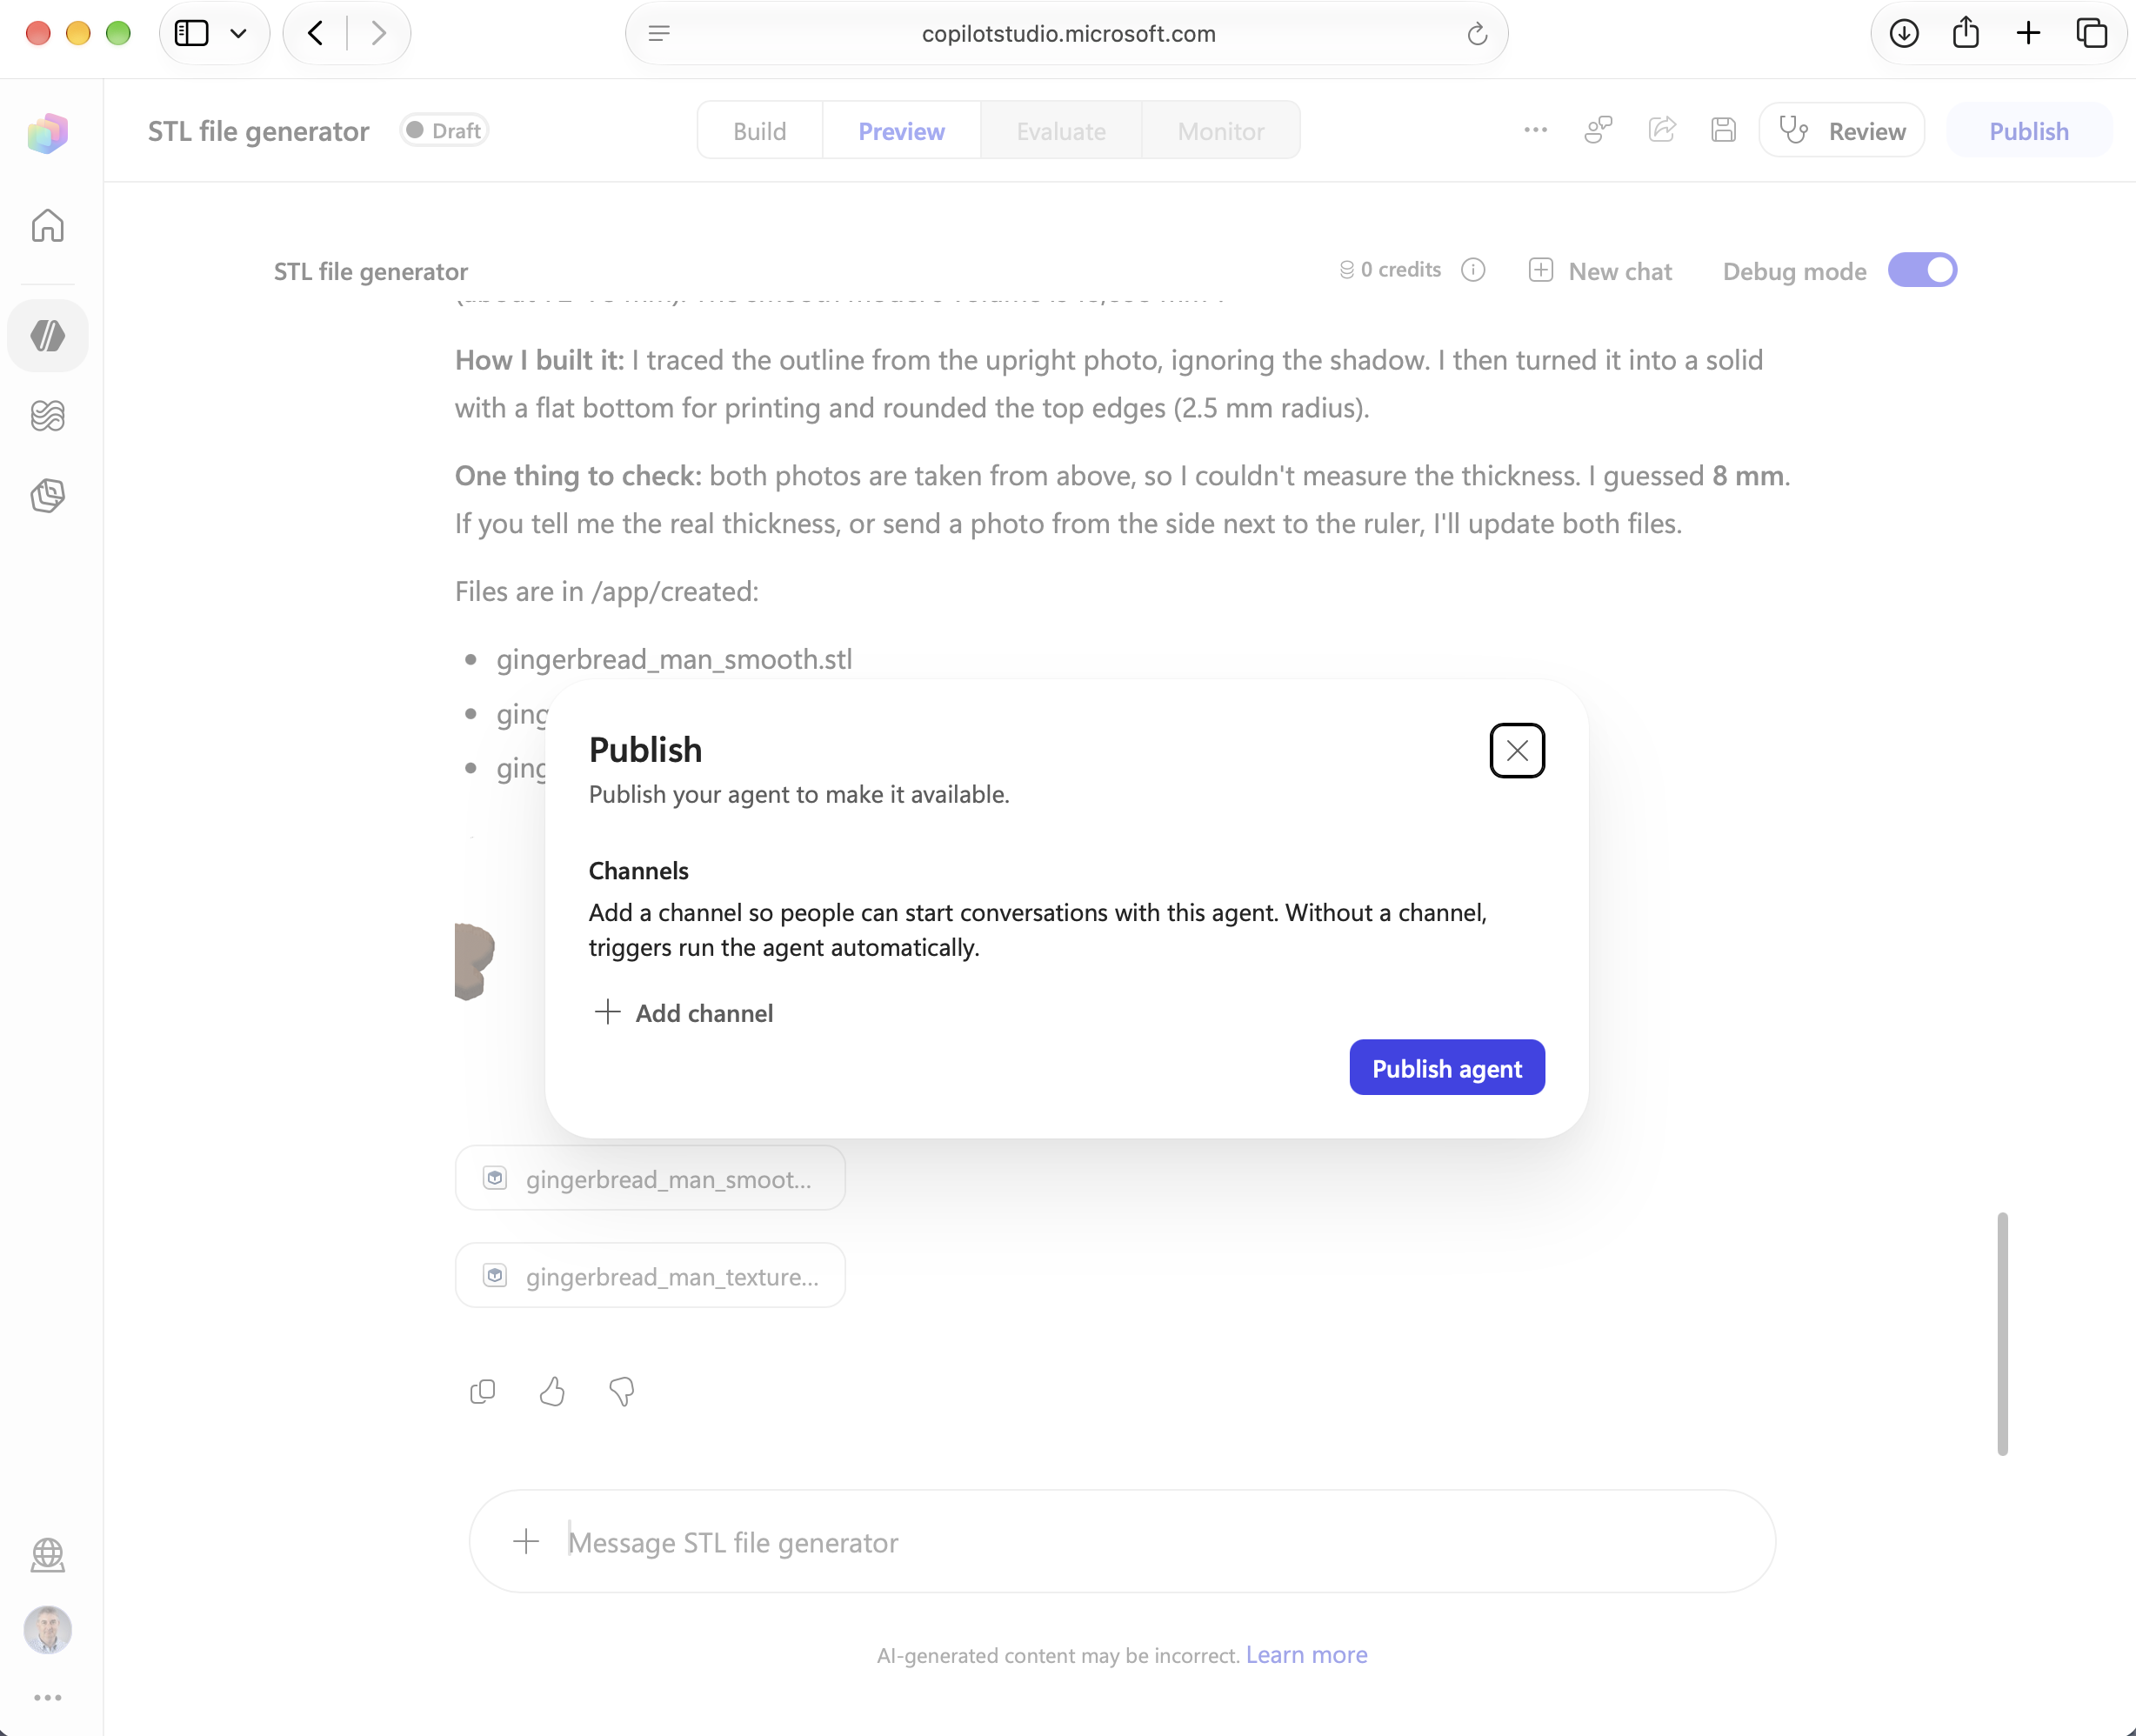 copilotstudio.microsoft.com
STL file generator
Draft
Build
Preview
Evaluate
Monitor
Review
Publish
STL file generator
0 credits
New chat
Debug mode
How I built it: I traced the outline from the upright photo, ignoring the shadow. I then turned it into a solid
with a flat bottom for printing and rounded the top edges (2.5 mm radius).
One thing to check: both photos are taken from above, so I couldn't measure the thickness. I guessed 8 mm.
If you tell me the real thickness, or send a photo from the side next to the ruler, I'll update both files.
Files are in /app/created:
gingerbread_man_smooth.stl
ging
ging
Publish
Publish your agent to make it available.
Channels
Add a channel so people can start conversations with this agent. Without a channel,
triggers run the agent automatically.
Add channel
Publish agent
gingerbread_man_smoot...
gingerbread_man_texture...
Message STL file generator
AI-generated content may be incorrect. Learn more